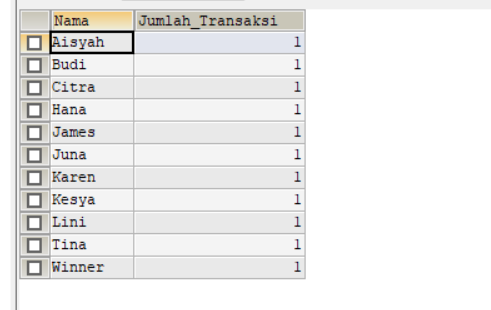 Nama Jumlah_Transaksi
Aisyah 1
Budi 1
Citra 1
Hana 1
James 1
Juna 1
Karen 1
Kesya 1
Lini 1
Tina 1
Winner 1